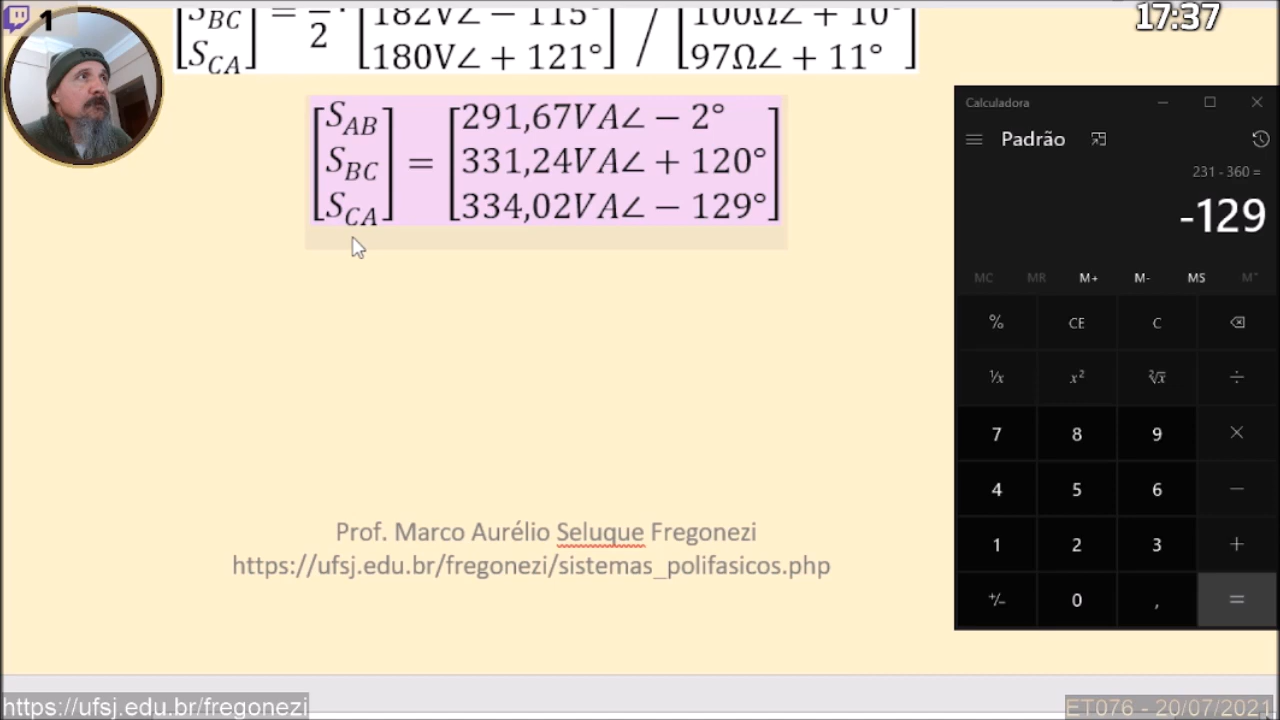 1
17:37
S_BC = 1/2 · 182V∠ − 115° / 100Ω∠ + 10°
S_CA 180V∠ + 121° 97Ω∠ + 11°
S_AB 291,67VA∠ − 2°
S_BC = 331,24VA∠ + 120°
S_CA 334,02VA∠ − 129°
Calculadora
Padrão
231 - 360 =
-129
MC MR M+ M- MS M˅
% CE C
¹/x x² ²√x ÷
7 8 9 ×
4 5 6 −
1 2 3 +
+/− 0 , =
Prof. Marco Aurélio Seluque Fregonezi
https://ufsj.edu.br/fregonezi/sistemas_polifasicos.php
https://ufsj.edu.br/fregonezi
ET076 - 20/07/2021